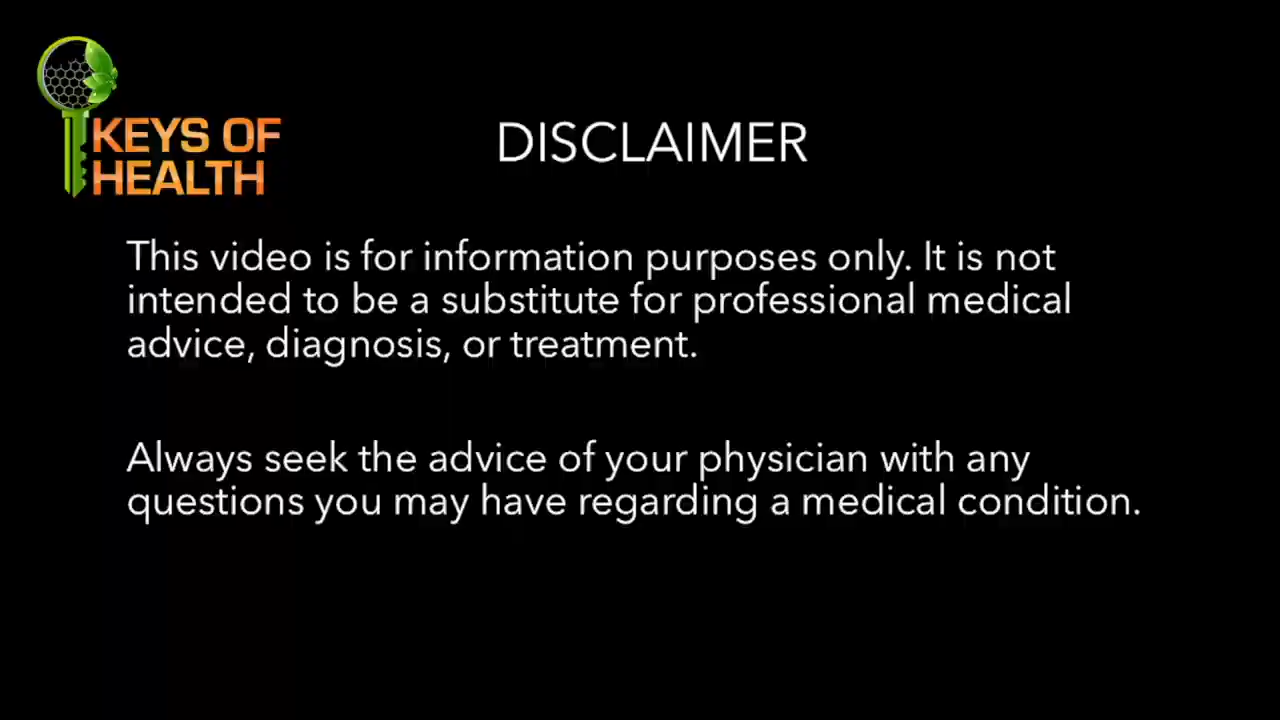 KEYS OF
HEALTH
DISCLAIMER
This video is for information purposes only. It is not
intended to be a substitute for professional medical
advice, diagnosis, or treatment.
Always seek the advice of your physician with any
questions you may have regarding a medical condition.